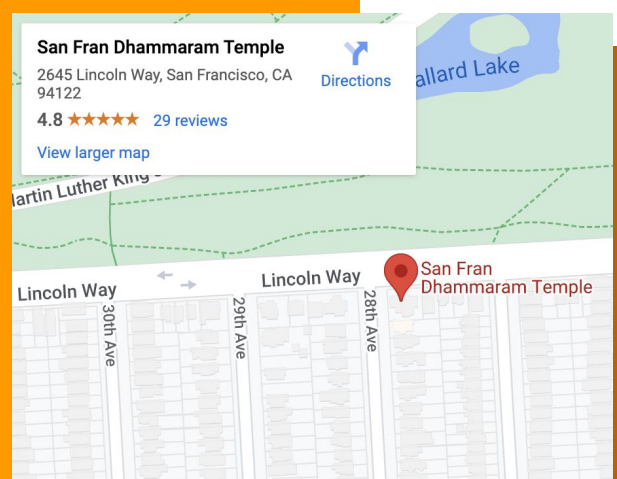 San Fran Dhammaram Temple
2645 Lincoln Way, San Francisco, CA
94122
4.8 ★★★★★ 29 reviews
Directions
View larger map
allard Lake
artin Luther King
Lincoln Way
Lincoln Way
San Fran
Dhammaram Temple
30th Ave
29th Ave
28th Ave